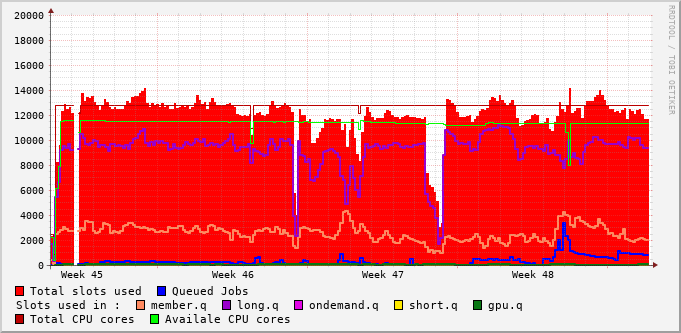 RRDTOOL / TOBI OETIKER
20000
18000
16000
14000
12000
10000
8000
6000
4000
2000
0
Week 45 Week 46 Week 47 Week 48
Total slots used Queued Jobs
Slots used in : member.q long.q ondemand.q short.q gpu.q
Total CPU cores Availale CPU cores